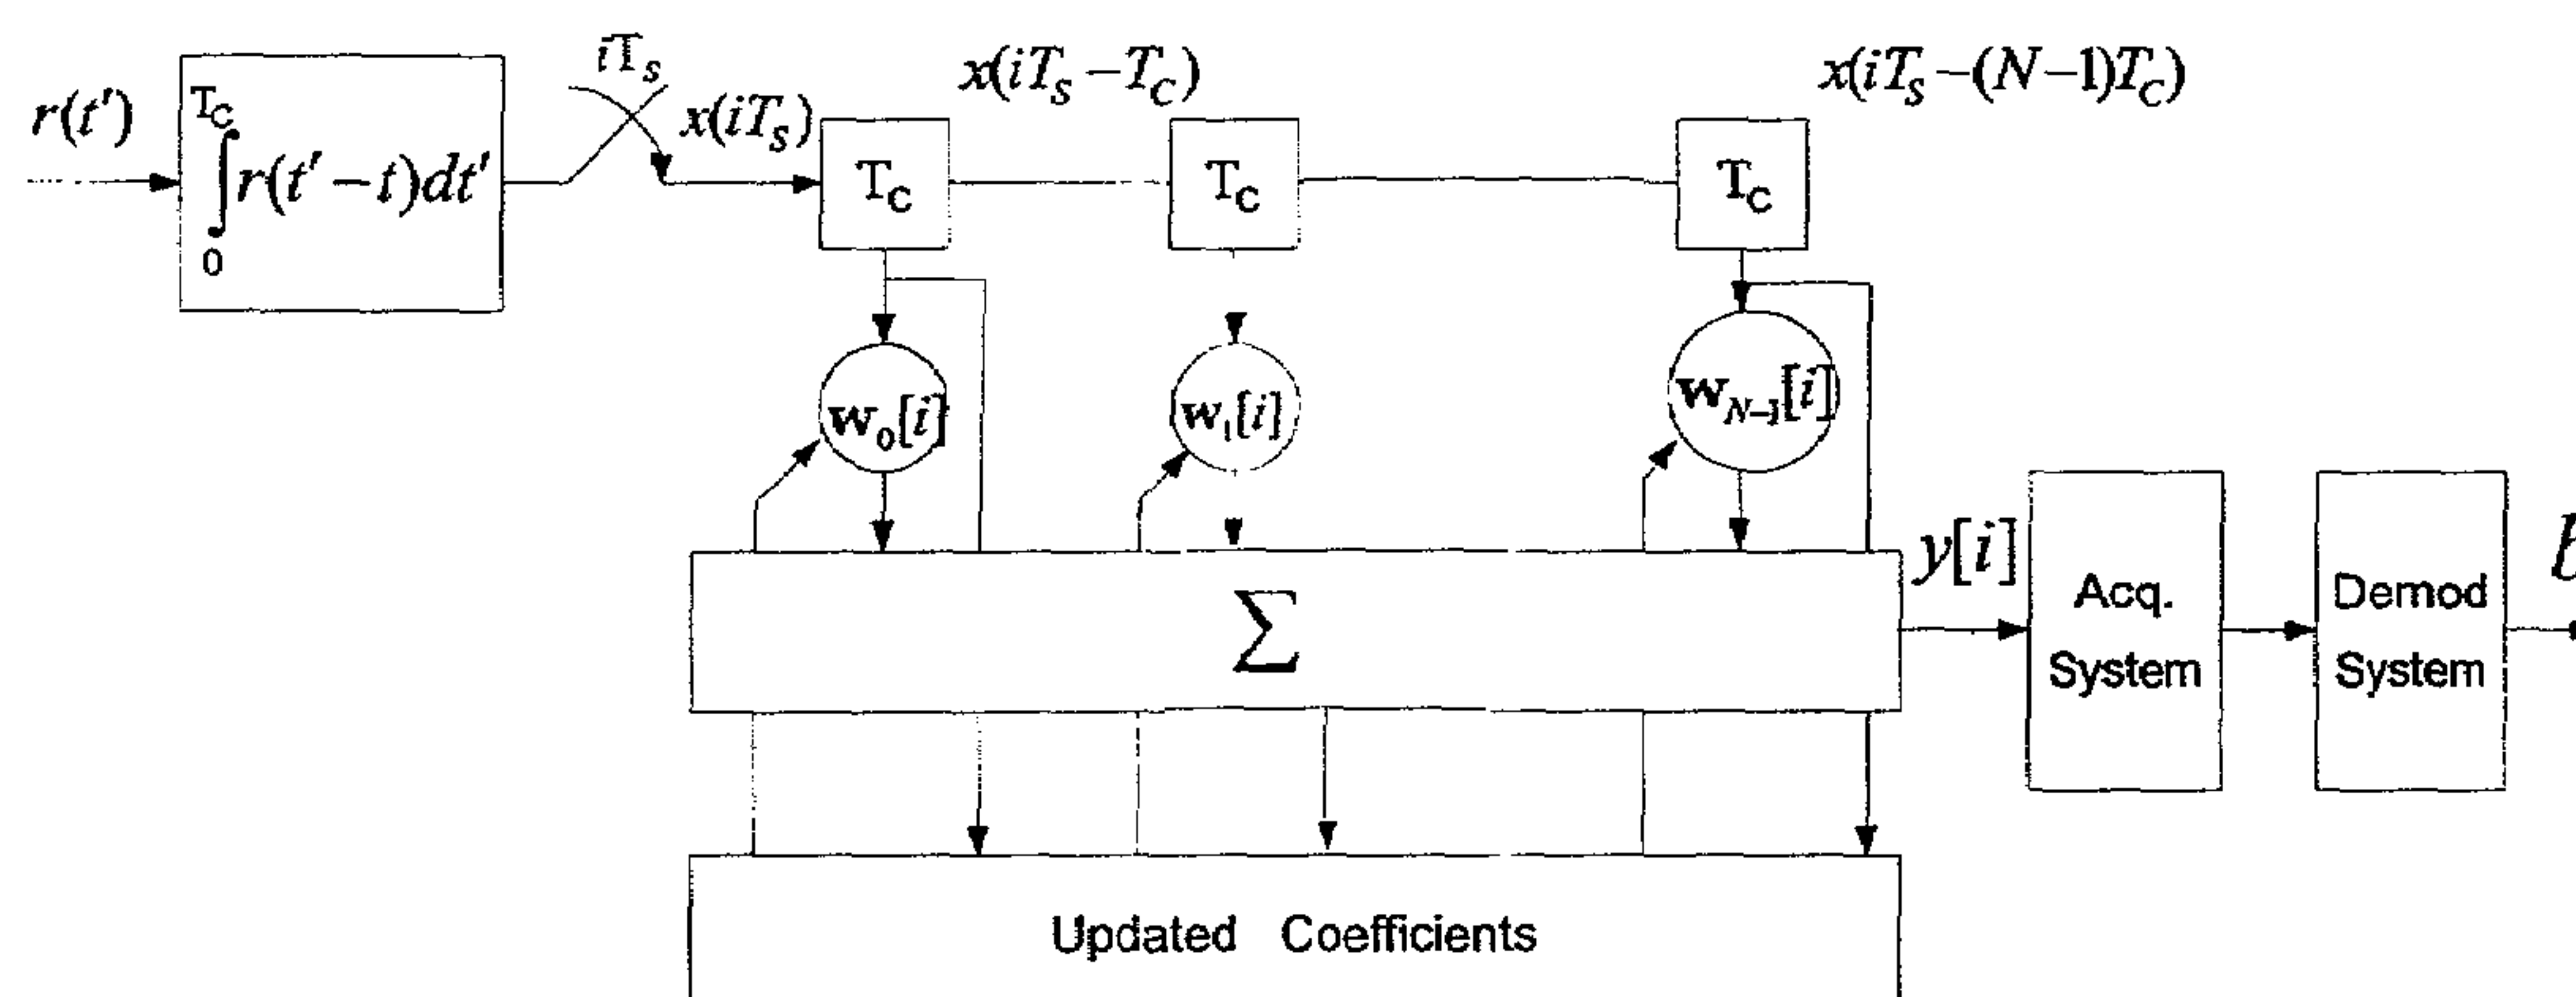 r(t')
T_C
∫ r(t' − t)dt'
0
iT_S
x(iT_S)
x(iT_S − T_C)
x(iT_S − (N − 1)T_C)
T_C
T_C
T_C
w_0[i]
w_1[i]
w_{N−1}[i]
Σ
y[i]
Acq.
System
Demod
System
Updated Coefficients